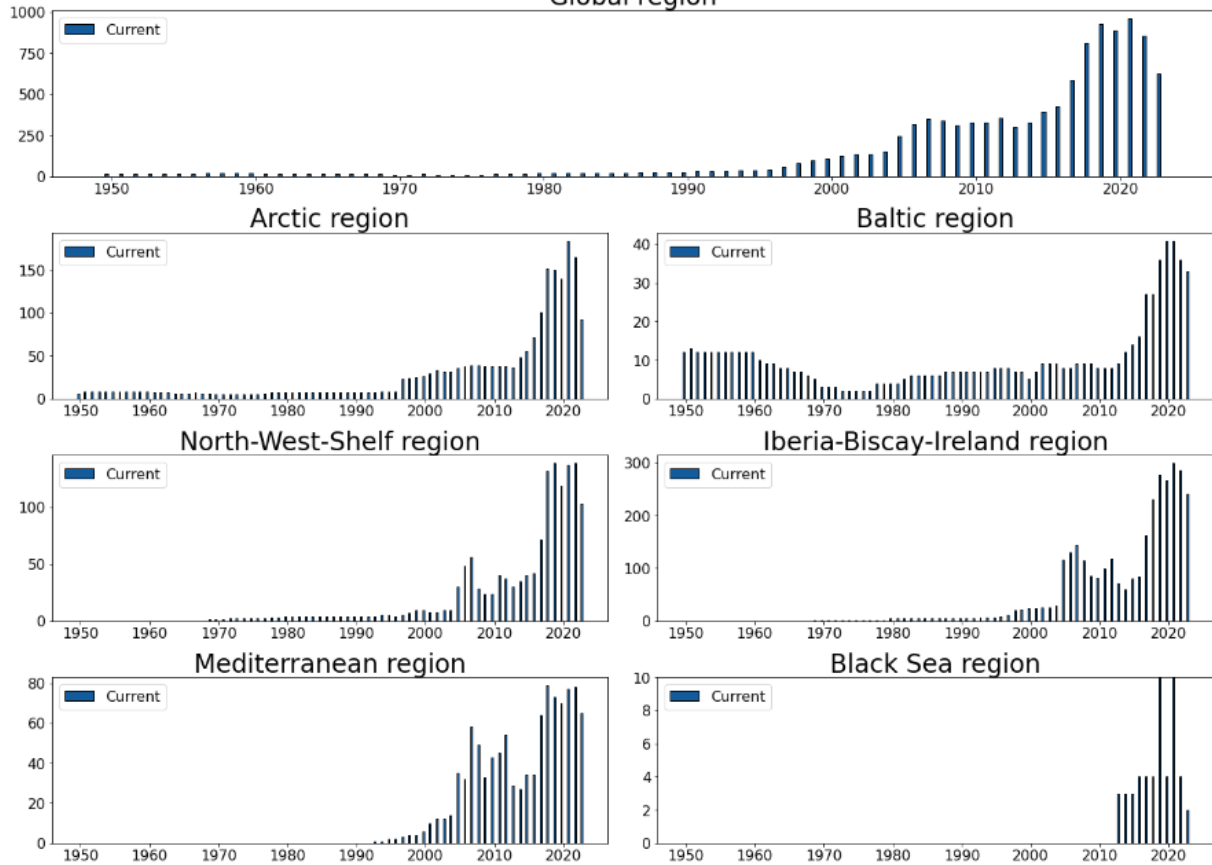 Global region
1000
750
500
250
0
Current
1950 1960 1970 1980 1990 2000 2010 2020
Arctic region
150
100
50
0
Current
1950 1960 1970 1980 1990 2000 2010 2020
Baltic region
40
30
20
10
0
Current
1950 1960 1970 1980 1990 2000 2010 2020
North-West-Shelf region
100
50
0
Current
1950 1960 1970 1980 1990 2000 2010 2020
Iberia-Biscay-Ireland region
300
200
100
0
Current
1950 1960 1970 1980 1990 2000 2010 2020
Mediterranean region
80
60
40
20
0
Current
1950 1960 1970 1980 1990 2000 2010 2020
Black Sea region
10
8
6
4
2
0
Current
1950 1960 1970 1980 1990 2000 2010 2020